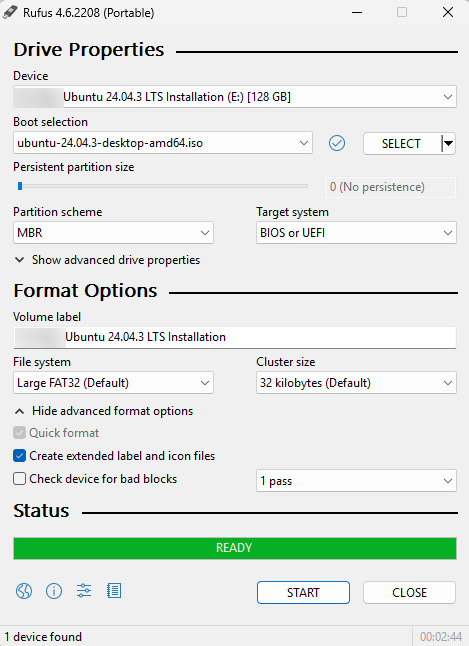 Rufus 4.6.2208 (Portable)
Drive Properties
Device
Ubuntu 24.04.3 LTS Installation (E:) [128 GB]
Boot selection
ubuntu-24.04.3-desktop-amd64.iso
SELECT
Persistent partition size
0 (No persistence)
Partition scheme
Target system
MBR
BIOS or UEFI
Show advanced drive properties
Format Options
Volume label
Ubuntu 24.04.3 LTS Installation
File system
Cluster size
Large FAT32 (Default)
32 kilobytes (Default)
Hide advanced format options
Quick format
Create extended label and icon files
Check device for bad blocks
1 pass
Status
READY
START
CLOSE
1 device found
00:02:44